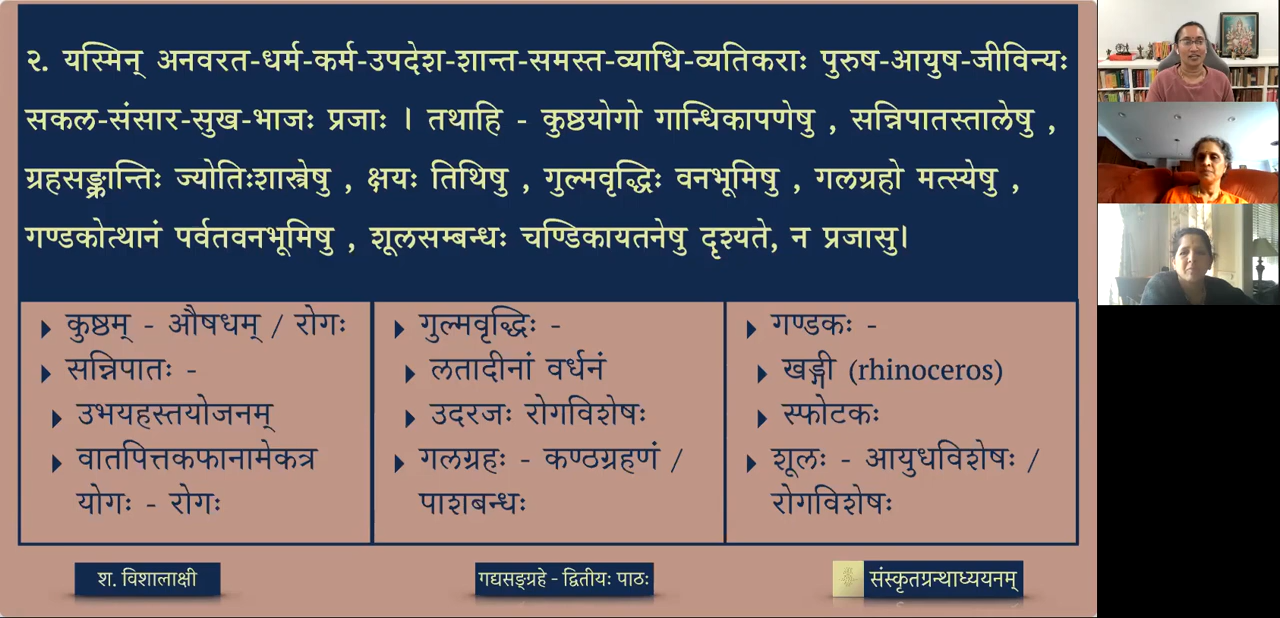 २. यस्मिन् अनवरत-धर्म-कर्म-उपदेश-शान्त-समस्त-व्याधि-व्यतिकराः पुरुष-आयुष-जीविन्यः
सकल-संसार-सुख-भाजः प्रजाः । तथाहि - कुष्ठयोगो गान्धिकापणेषु , सन्निपातस्तालेषु ,
ग्रहसङ्क्रान्तिः ज्योतिःशास्त्रेषु , क्षयः तिथिषु , गुल्मवृद्धिः वनभूमिषु , गलग्रहो मत्स्येषु ,
गण्डकोत्थानं पर्वतवनभूमिषु , शूलसम्बन्धः चण्डिकायतनेषु दृश्यते, न प्रजासु।
कुष्ठम् - औषधम् / रोगः
सन्निपातः -
उभयहस्तयोजनम्
वातपित्तकफानामेकत्र
योगः - रोगः
गुल्मवृद्धिः -
लतादीनां वर्धनं
उदरजः रोगविशेषः
गलग्रहः - कण्ठग्रहणं /
पाशबन्धः
गण्डकः -
खड्गी (rhinoceros)
स्फोटकः
शूलः - आयुधविशेषः /
रोगविशेषः
श. विशालाक्षी
गद्यसङ्ग्रहे - द्वितीयः पाठः
संस्कृतग्रन्थाध्ययनम्